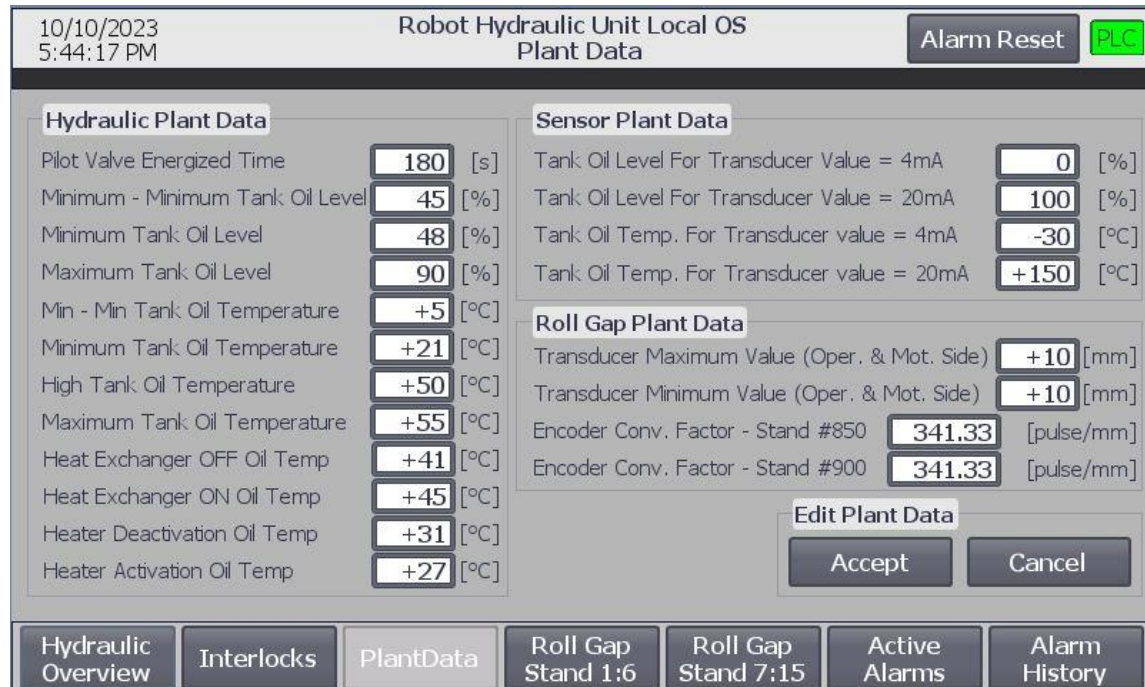 10/10/2023
5:44:17 PM
Robot Hydraulic Unit Local OS
Plant Data
Alarm Reset
PLC
Hydraulic Plant Data
Pilot Valve Energized Time 180 [s]
Minimum - Minimum Tank Oil Level 45 [%]
Minimum Tank Oil Level 48 [%]
Maximum Tank Oil Level 90 [%]
Min - Min Tank Oil Temperature +5 [°C]
Minimum Tank Oil Temperature +21 [°C]
High Tank Oil Temperature +50 [°C]
Maximum Tank Oil Temperature +55 [°C]
Heat Exchanger OFF Oil Temp +41 [°C]
Heat Exchanger ON Oil Temp +45 [°C]
Heater Deactivation Oil Temp +31 [°C]
Heater Activation Oil Temp +27 [°C]
Sensor Plant Data
Tank Oil Level For Transducer Value = 4mA 0 [%]
Tank Oil Level For Transducer Value = 20mA 100 [%]
Tank Oil Temp. For Transducer value = 4mA -30 [°C]
Tank Oil Temp. For Transducer value = 20mA +150 [°C]
Roll Gap Plant Data
Transducer Maximum Value (Oper. & Mot. Side) +10 [mm]
Transducer Minimum Value (Oper. & Mot. Side) +10 [mm]
Encoder Conv. Factor - Stand #850 341.33 [pulse/mm]
Encoder Conv. Factor - Stand #900 341.33 [pulse/mm]
Edit Plant Data
Accept
Cancel
Hydraulic
Overview
Interlocks
PlantData
Roll Gap
Stand 1:6
Roll Gap
Stand 7:15
Active
Alarms
Alarm
History